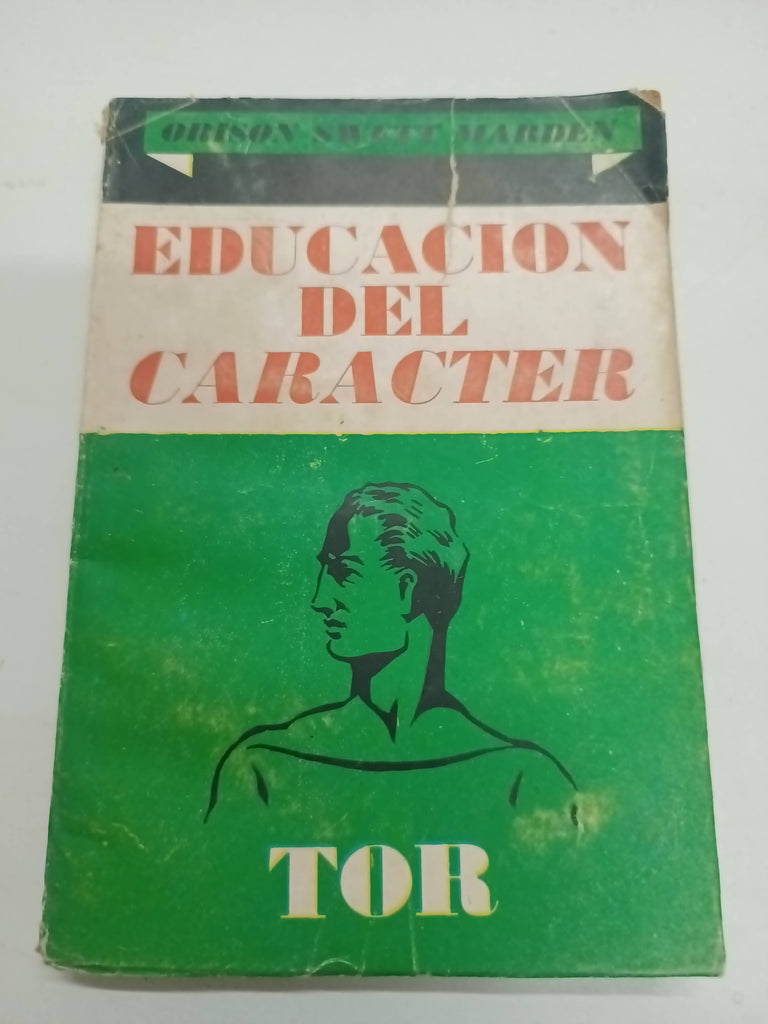 ORISON SWETT MARDEN
EDUCACION
DEL
CARACTER
TOR